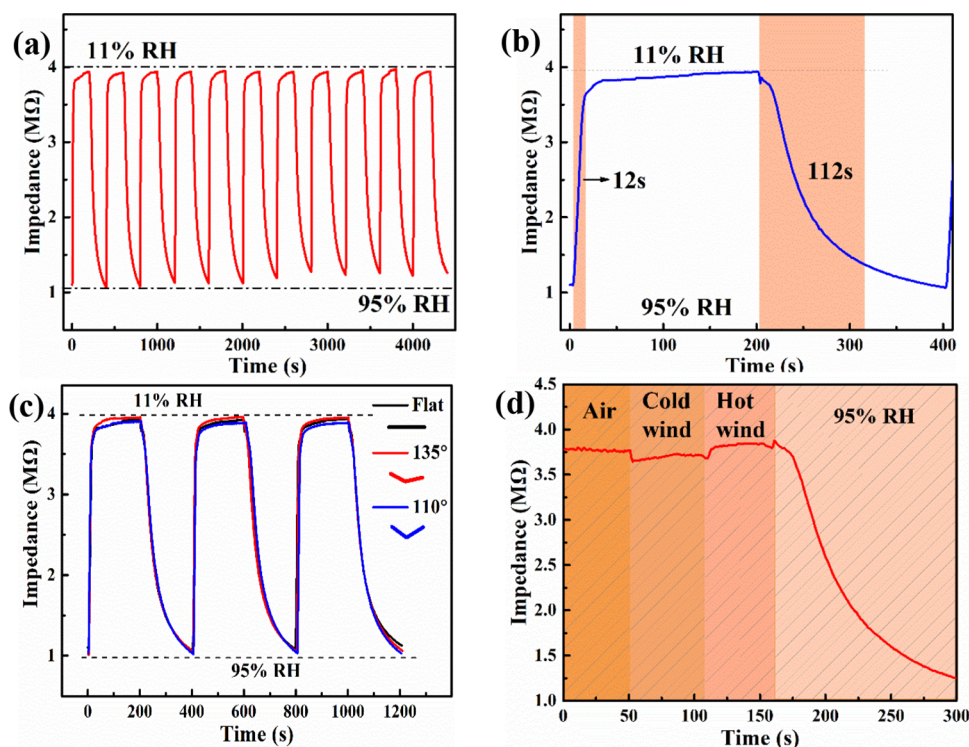 (a)
11% RH
95% RH
Impedance (MΩ)
4
3
2
1
0
1000
2000
3000
4000
Time (s)
(b)
11% RH
12s
112s
95% RH
Impedance (MΩ)
4
3
2
1
0
100
200
300
400
Time (s)
(c)
11% RH
Flat
135°
110°
95% RH
Impedance (MΩ)
4
3
2
1
0
200
400
600
800
1000
1200
Time (s)
(d)
Air
Cold
wind
Hot
wind
95% RH
Impedance (MΩ)
4.5
4.0
3.5
3.0
2.5
2.0
1.5
1.0
0
50
100
150
200
250
300
Time (s)